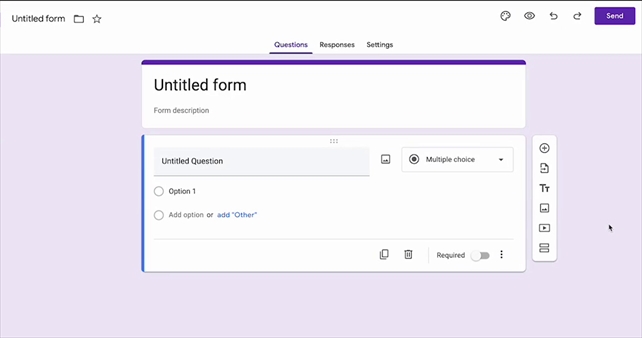 Untitled form
Send
Questions Responses Settings
Untitled form
Form description
Untitled Question
Multiple choice
Option 1
Add option or add "Other"
Required
Tт